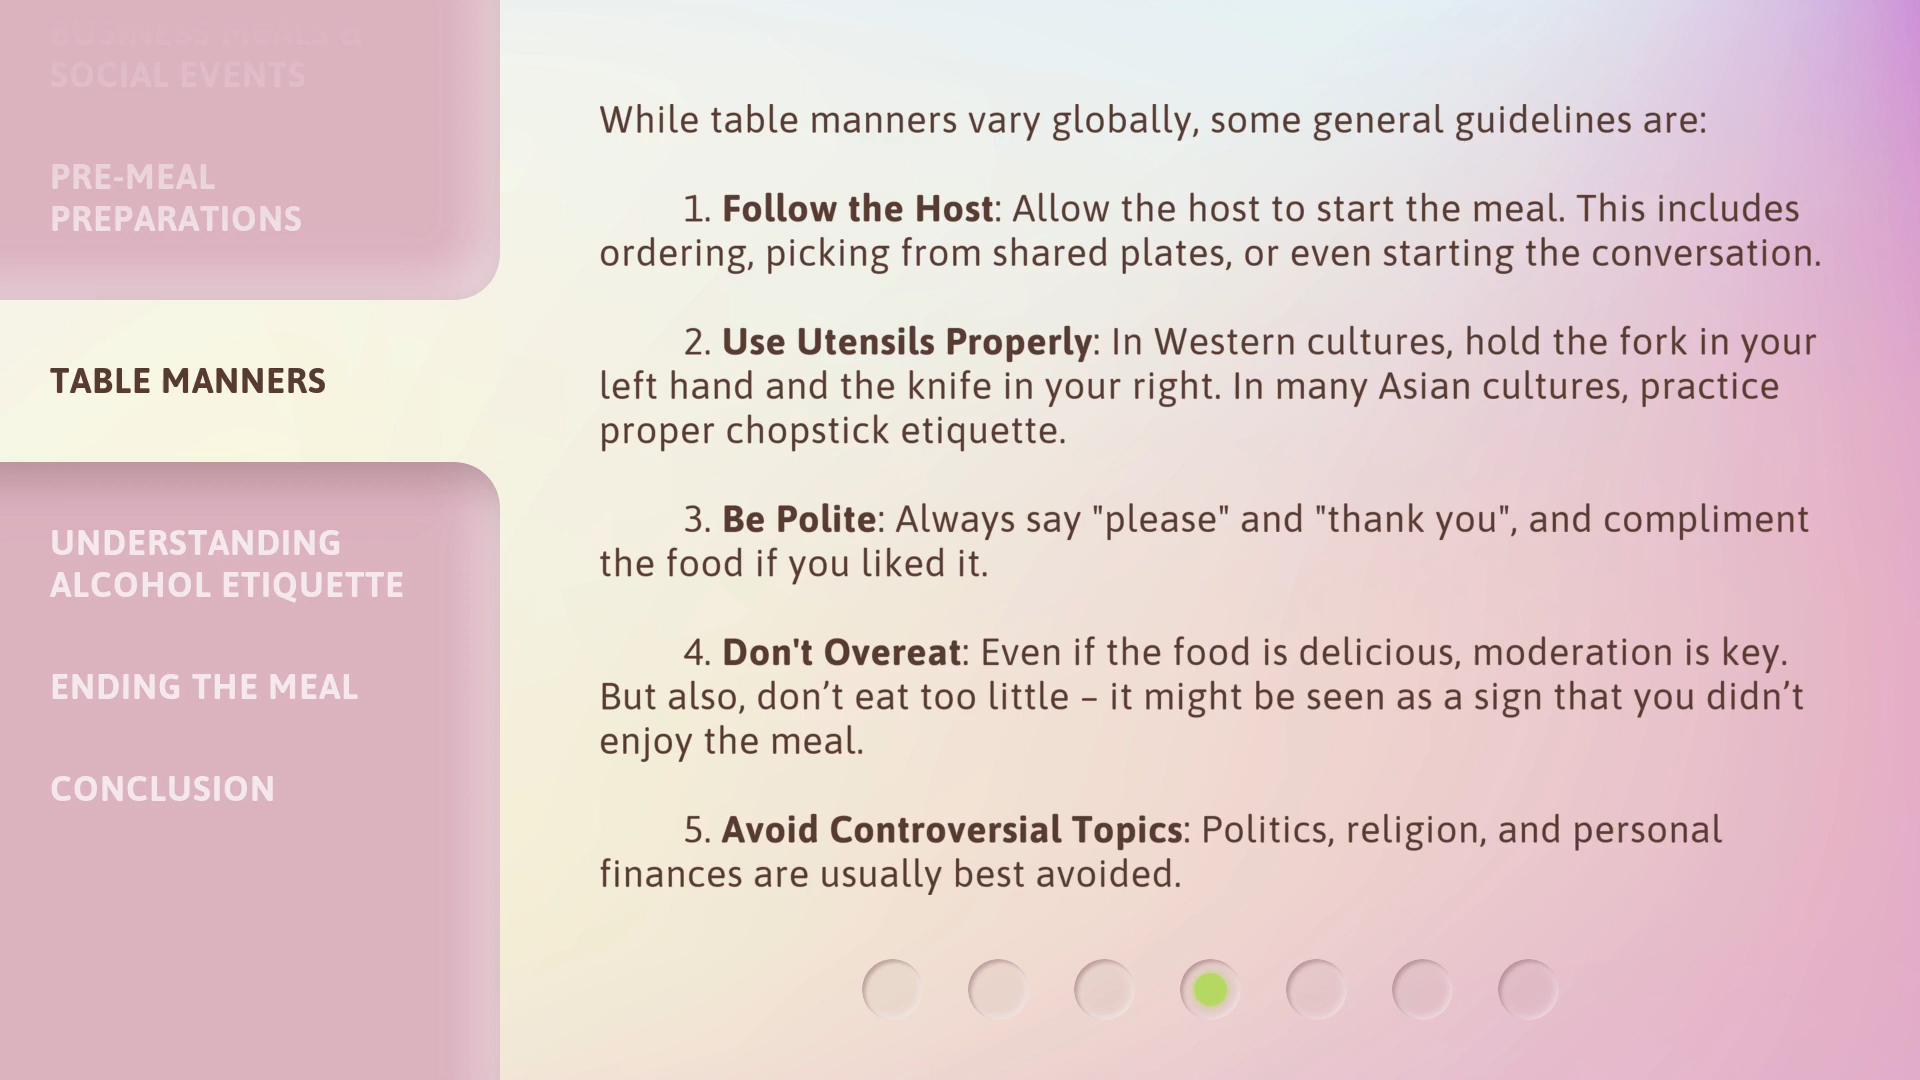 BUSINESS MEALS &
SOCIAL EVENTS
PRE-MEAL
PREPARATIONS
TABLE MANNERS
UNDERSTANDING
ALCOHOL ETIQUETTE
ENDING THE MEAL
CONCLUSION
While table manners vary globally, some general guidelines are:
1. Follow the Host: Allow the host to start the meal. This includes
ordering, picking from shared plates, or even starting the conversation.
2. Use Utensils Properly: In Western cultures, hold the fork in your
left hand and the knife in your right. In many Asian cultures, practice
proper chopstick etiquette.
3. Be Polite: Always say "please" and "thank you", and compliment
the food if you liked it.
4. Don't Overeat: Even if the food is delicious, moderation is key.
But also, don’t eat too little – it might be seen as a sign that you didn’t
enjoy the meal.
5. Avoid Controversial Topics: Politics, religion, and personal
finances are usually best avoided.